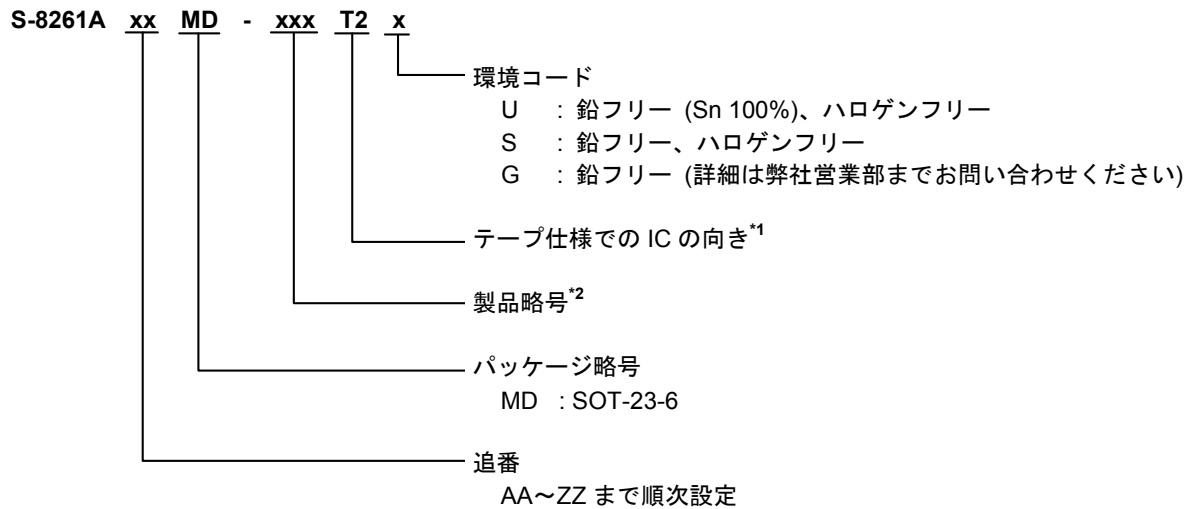 S-8261A xx MD - xxx T2 x
環境コード
U : 鉛フリー (Sn 100%)、ハロゲンフリー
S : 鉛フリー、ハロゲンフリー
G : 鉛フリー (詳細は弊社営業部までお問い合わせください)
テープ仕様での IC の向き*1
製品略号*2
パッケージ略号
MD : SOT-23-6
追番
AA～ZZ まで順次設定